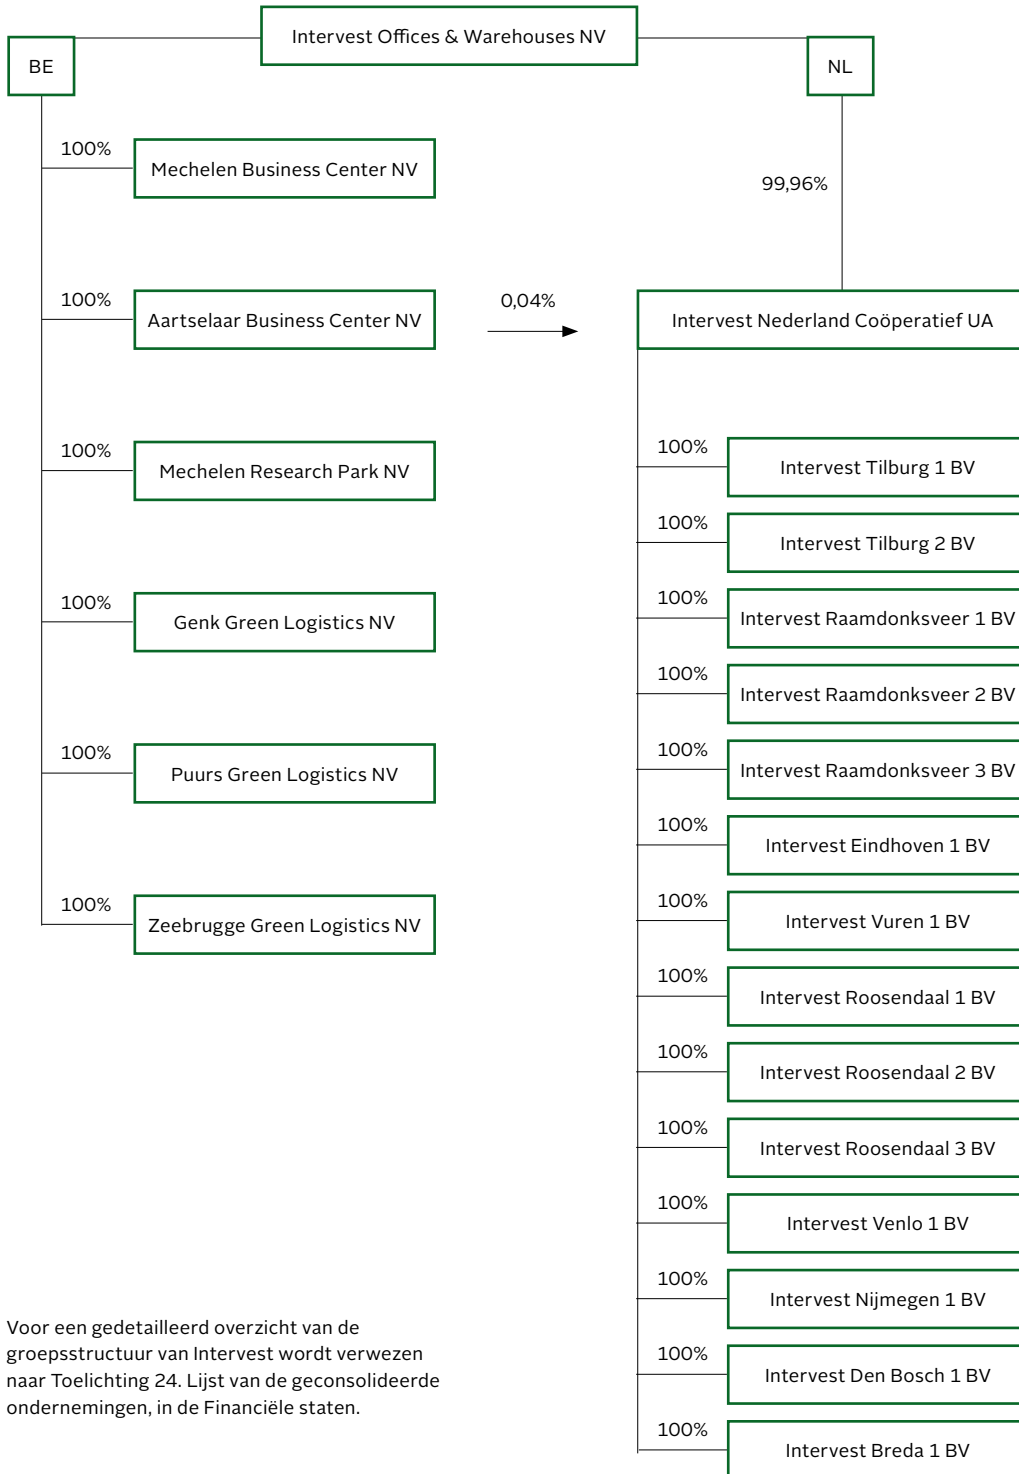 Intervest Offices & Warehouses NV
BE
NL
100%
Mechelen Business Center NV
99,96%
100%
Aartselaar Business Center NV
0,04%
Intervest Nederland Coöperatief UA
100%
Mechelen Research Park NV
100%
Genk Green Logistics NV
100%
Puurs Green Logistics NV
100%
Zeebrugge Green Logistics NV
100%
Intervest Tilburg 1 BV
100%
Intervest Tilburg 2 BV
100%
Intervest Raamdonksveer 1 BV
100%
Intervest Raamdonksveer 2 BV
100%
Intervest Raamdonksveer 3 BV
100%
Intervest Eindhoven 1 BV
100%
Intervest Vuren 1 BV
100%
Intervest Roosendaal 1 BV
100%
Intervest Roosendaal 2 BV
100%
Intervest Roosendaal 3 BV
100%
Intervest Venlo 1 BV
100%
Intervest Nijmegen 1 BV
100%
Intervest Den Bosch 1 BV
100%
Intervest Breda 1 BV
Voor een gedetailleerd overzicht van de
groepsstructuur van Intervest wordt verwezen
naar Toelichting 24. Lijst van de geconsolideerde
ondernemingen, in de Financiële staten.